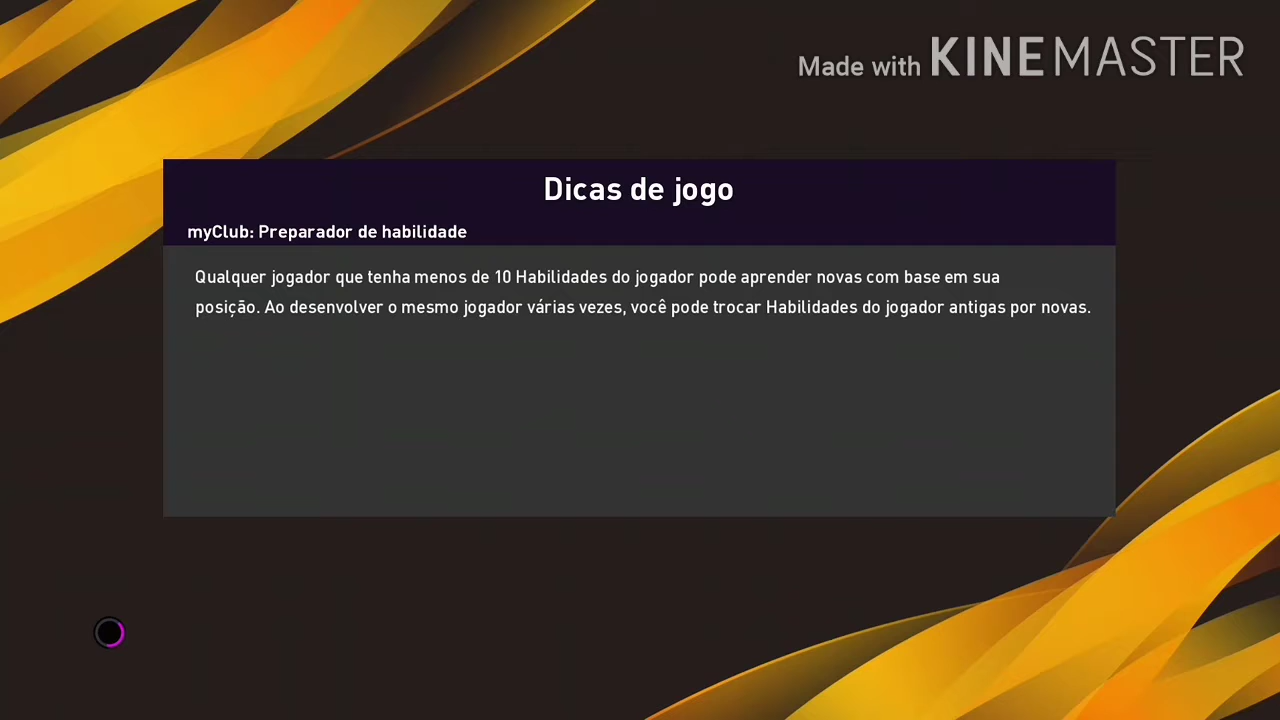 Made with KINEMASTER
Dicas de jogo
myClub: Preparador de habilidade
Qualquer jogador que tenha menos de 10 Habilidades do jogador pode aprender novas com base em sua
posição. Ao desenvolver o mesmo jogador várias vezes, você pode trocar Habilidades do jogador antigas por novas.